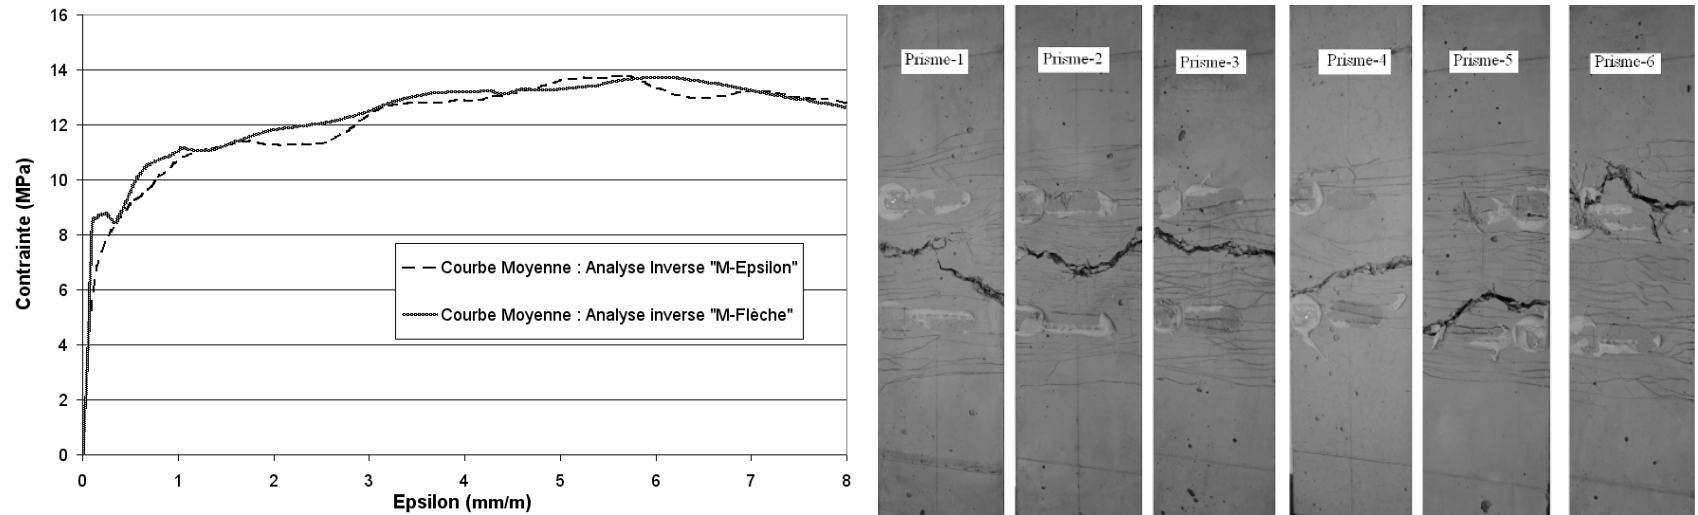 16
14
12
10
8
6
4
2
0
Contrainte (MPa)
Courbe Moyenne : Analyse Inverse "M-Epsilon"
Courbe Moyenne : Analyse inverse "M-Flèche"
0 1 2 3 4 5 6 7 8
Epsilon (mm/m)
Prisme-1
Prisme-2
Prisme-3
Prisme-4
Prisme-5
Prisme-6